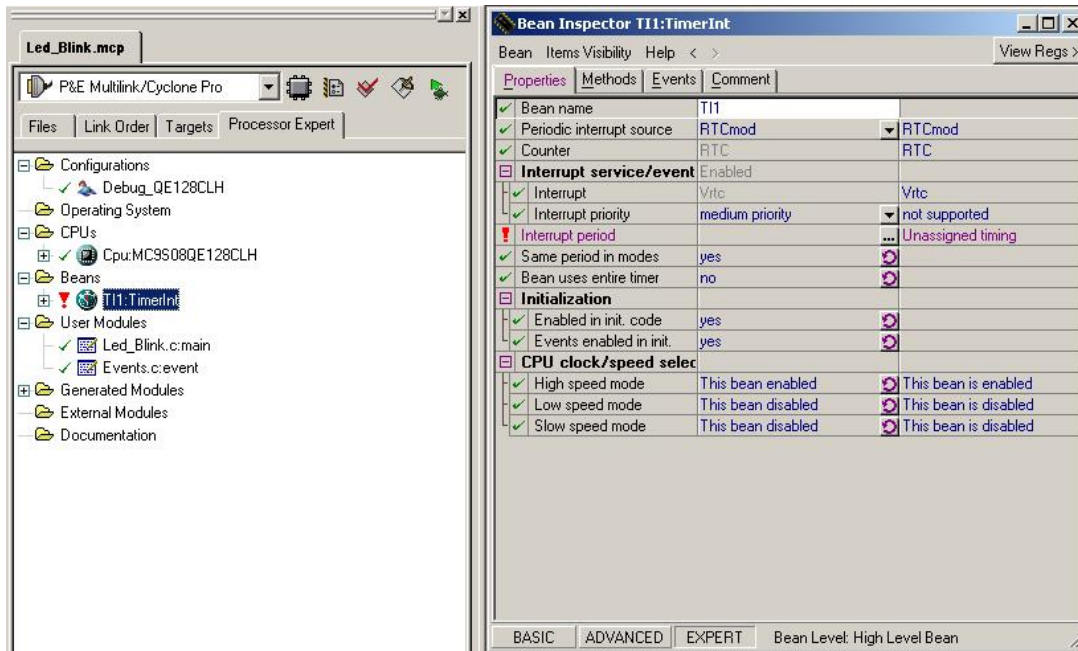 Led_Blink.mcp
P&E Multilink/Cyclone Pro
Files Link Order Targets Processor Expert
Configurations
Debug_QE128CLH
Operating System
CPUs
Cpu:MC9S08QE128CLH
Beans
TI1:TimerInt
User Modules
Led_Blink.c:main
Events.c:event
Generated Modules
External Modules
Documentation
Bean Inspector TI1:TimerInt
Bean Items Visibility Help < > View Regs >
Properties Methods Events Comment
Bean name TI1
Periodic interrupt source RTCmod RTCmod
Counter RTC RTC
Interrupt service/event Enabled
Interrupt Vrtc Vrtc
Interrupt priority medium priority not supported
Interrupt period ... Unassigned timing
Same period in modes yes
Bean uses entire timer no
Initialization
Enabled in init. code yes
Events enabled in init. yes
CPU clock/speed selec
High speed mode This bean enabled This bean is enabled
Low speed mode This bean disabled This bean is disabled
Slow speed mode This bean disabled This bean is disabled
BASIC ADVANCED EXPERT Bean Level: High Level Bean